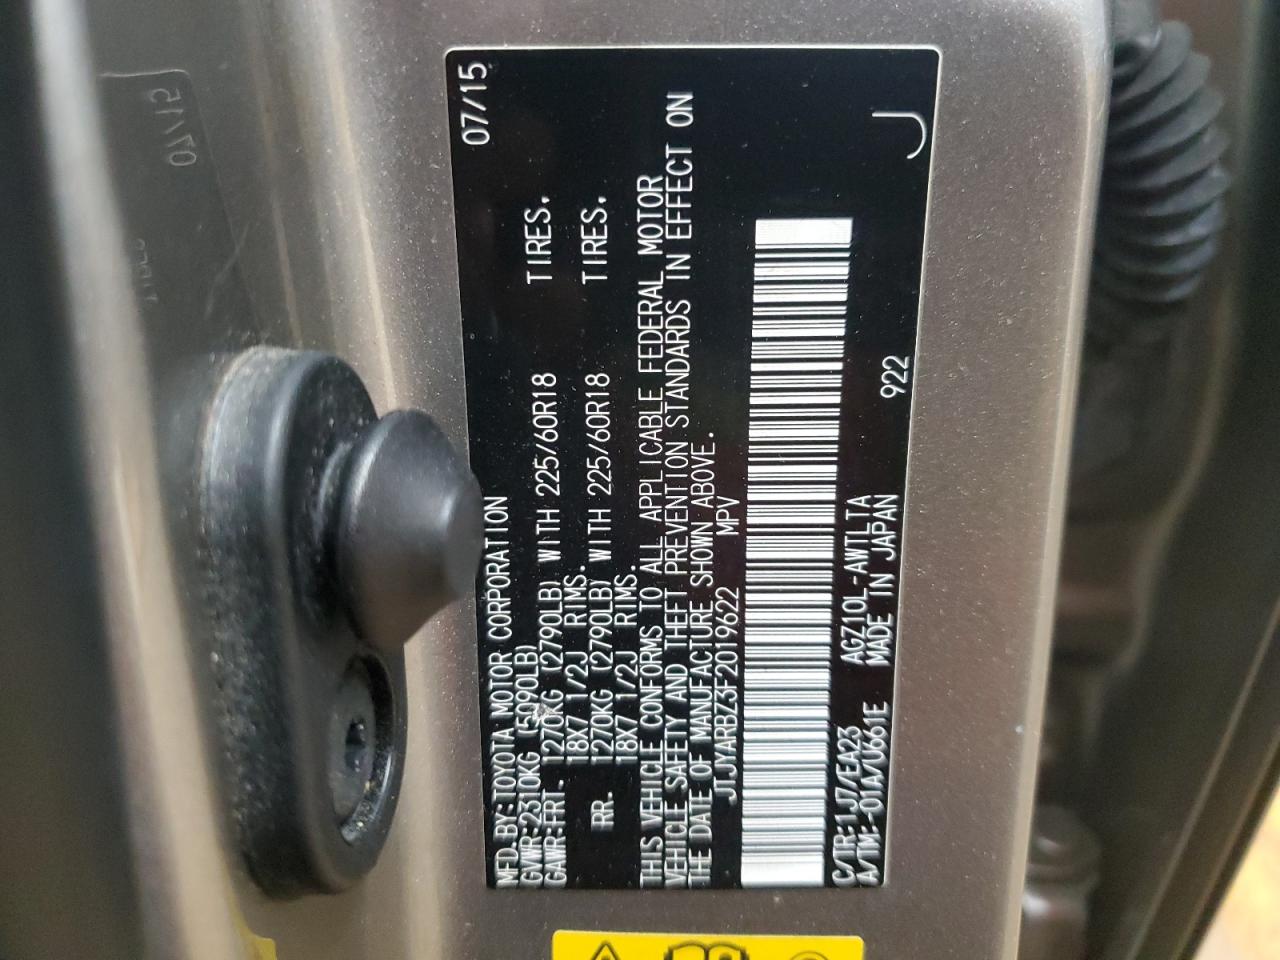 MFD. BY: TOYOTA MOTOR CORPORATION 07/15
GVWR:2310KG (5090LB)
GAWR:FRT. 1270KG (2790LB) WITH 225/60R18 TIRES.
18X7 1/2J RIMS.
RR. 1270KG (2790LB) WITH 225/60R18 TIRES.
18X7 1/2J RIMS.
THIS VEHICLE CONFORMS TO ALL APPLICABLE FEDERAL MOTOR
VEHICLE SAFETY AND THEFT PREVENTION STANDARDS IN EFFECT ON
THE DATE OF MANUFACTURE SHOWN ABOVE.
JTJYARBZ3F2019622 MPV
C/TR:1J7/EA23 AGZ10L-AWTLTA 922 J
A/TM:-01A/U661E MADE IN JAPAN
07/15